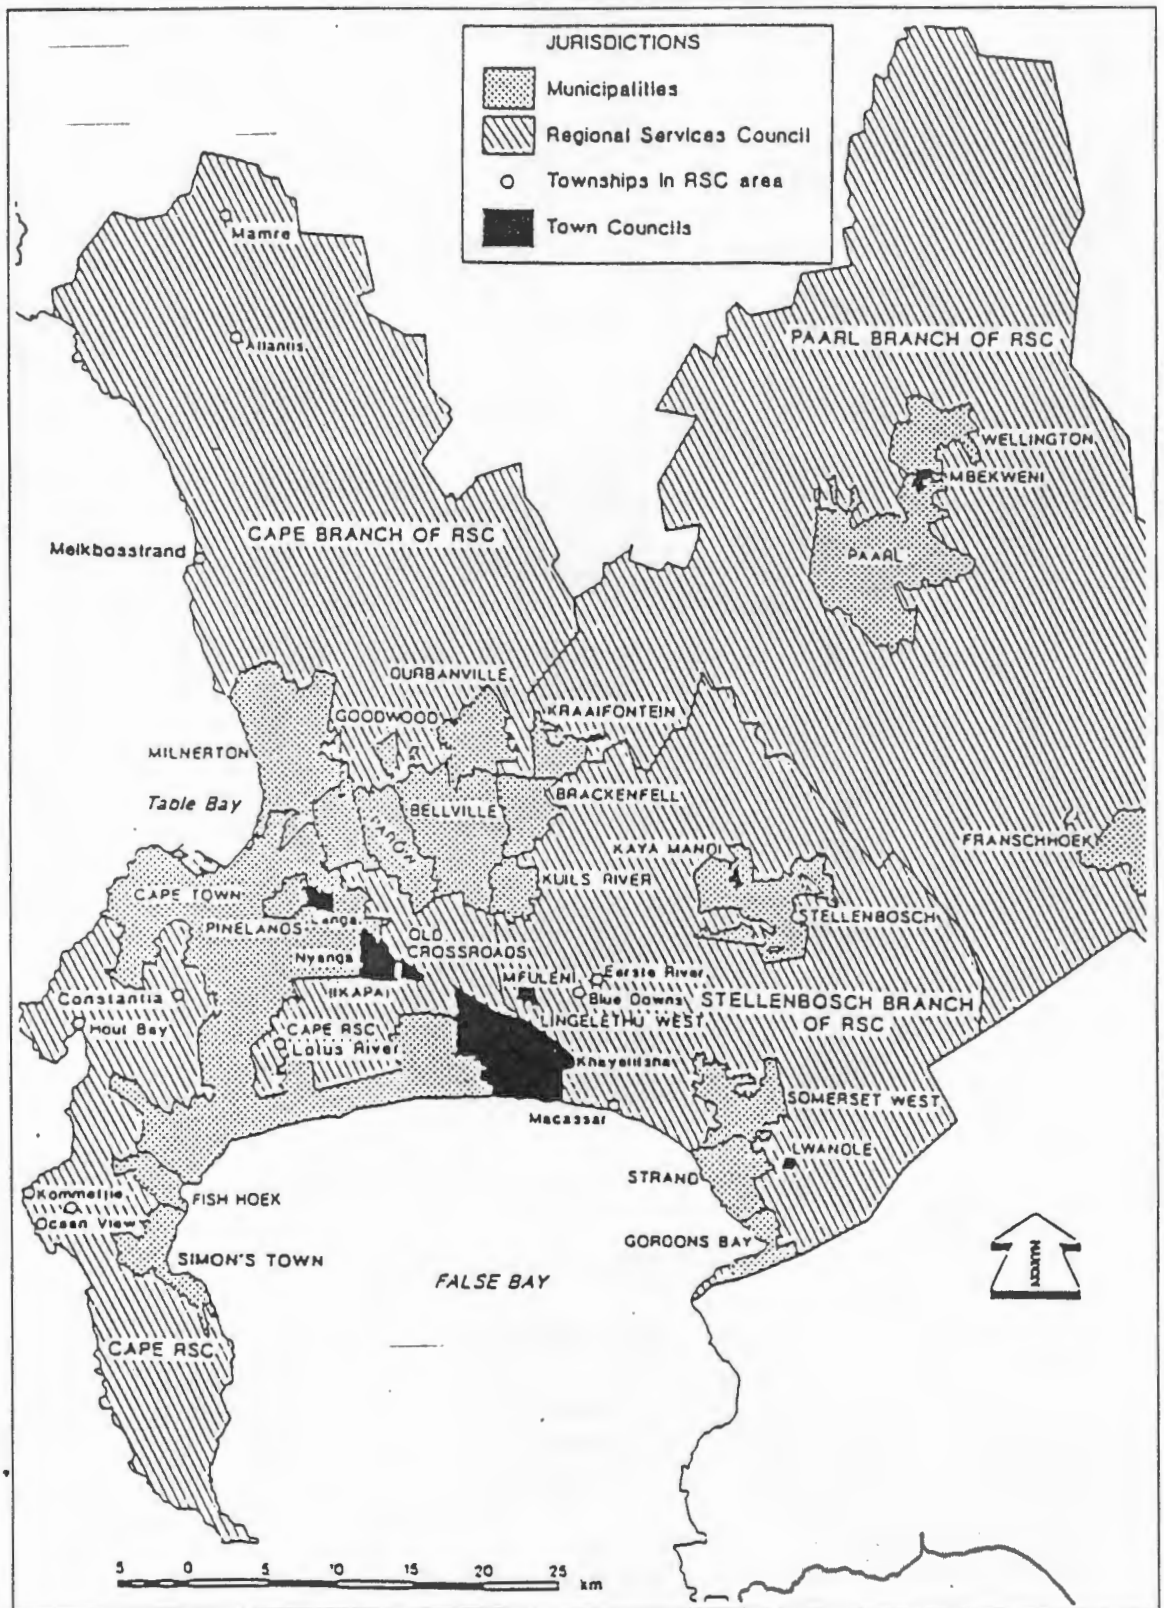 JURISDICTIONS
Municipalities
Regional Services Council
Townships in RSC area
Town Councils
Mamre
Atlantis
PAARL BRANCH OF RSC
WELLINGTON
MBEKWENI
CAPE BRANCH OF RSC
Melkbosstrand
PAARL
DURBANVILLE
GOODWOOD
KRAAIFONTEIN
MILNERTON
Table Bay
BELLVILLE
BRACKENFELL
PAROW
FRANSCHHOEK
KAYA MANDI
CAPE TOWN
KUILS RIVER
STELLENBOSCH
PINELANDS
Langa
OLD
CROSSROADS
Nyanga
IIKAPA
MFULENI
Eerste River
Blue Downs
Constantia
STELLENBOSCH BRANCH
OF RSC
LINGELETHU WEST
Hout Bay
CAPE RSC
Lotus River
Khayelitsha
SOMERSET WEST
Macassar
LWANDLE
STRAND
Kommetjie
FISH HOEK
Ocean View
GORDONS BAY
SIMON'S TOWN
FALSE BAY
NORTH
CAPE RSC
5 0 5 10 15 20 25
km